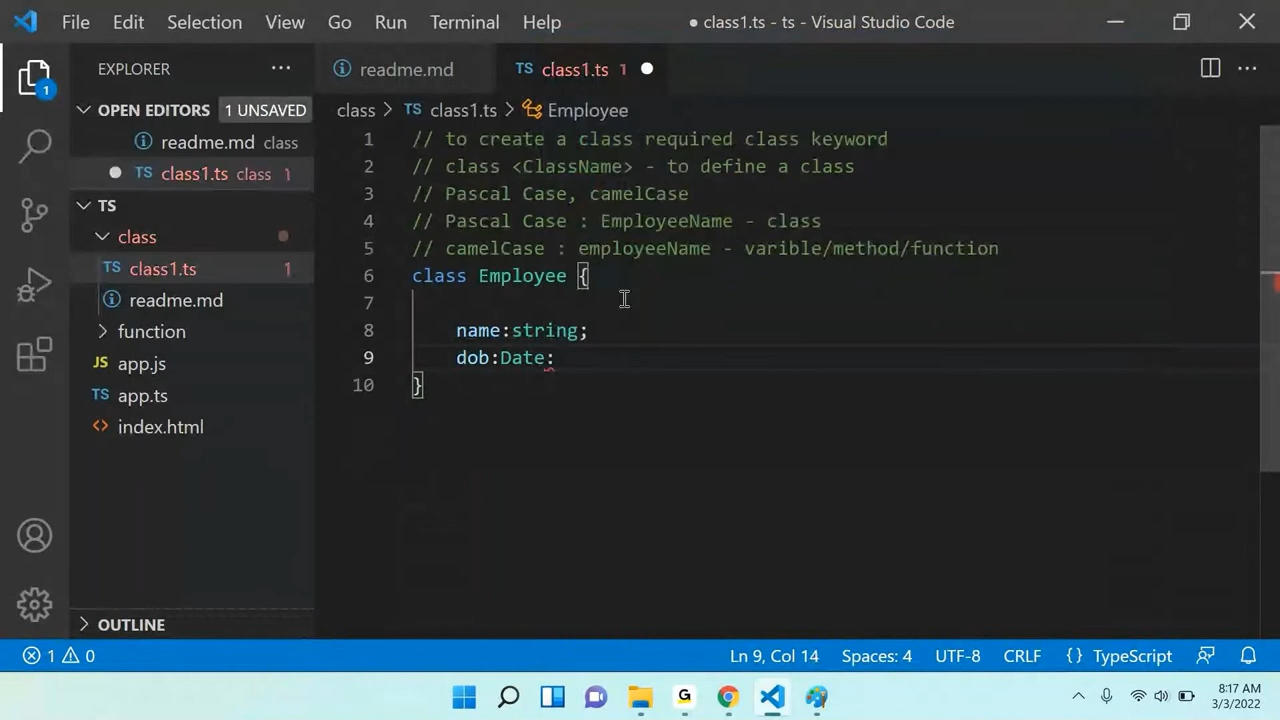 File Edit Selection View Go Run Terminal Help ● class1.ts - ts - Visual Studio Code
EXPLORER
readme.md
TS class1.ts 1
OPEN EDITORS 1 UNSAVED
class > TS class1.ts > Employee
readme.md class
TS class1.ts class 1
TS
class
TS class1.ts 1
readme.md
function
JS app.js
TS app.ts
index.html
OUTLINE
1
1 // to create a class required class keyword
2 // class <ClassName> - to define a class
3 // Pascal Case, camelCase
4 // Pascal Case : EmployeeName - class
5 // camelCase : employeeName - varible/method/function
6 class Employee {
7
8 name:string;
9 dob:Date:
10 }
1 0 Ln 9, Col 14 Spaces: 4 UTF-8 CRLF {} TypeScript
G
8:17 AM
3/3/2022